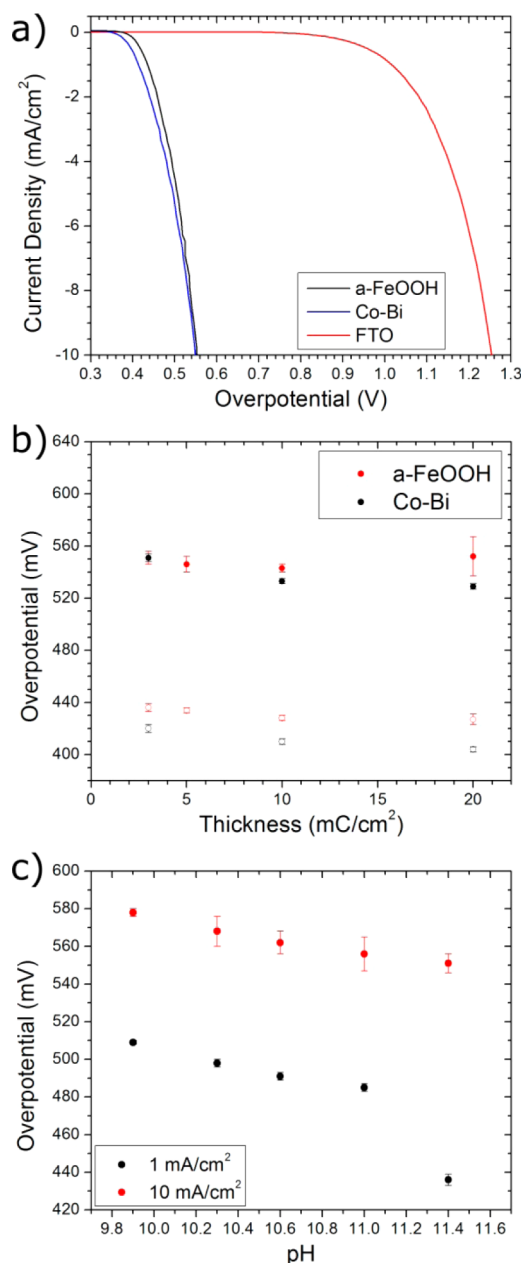 a)
0
-2
-4
-6
-8
-10
Current Density (mA/cm²)
a-FeOOH
Co-Bi
FTO
0.3 0.4 0.5 0.6 0.7 0.8 0.9 1.0 1.1 1.2 1.3
Overpotential (V)
b)
640
600
560
520
480
440
400
Overpotential (mV)
a-FeOOH
Co-Bi
0 5 10 15 20
Thickness (mC/cm²)
c)
600
580
560
540
520
500
480
460
440
420
Overpotential (mV)
1 mA/cm²
10 mA/cm²
9.8 10.0 10.2 10.4 10.6 10.8 11.0 11.2 11.4 11.6
pH